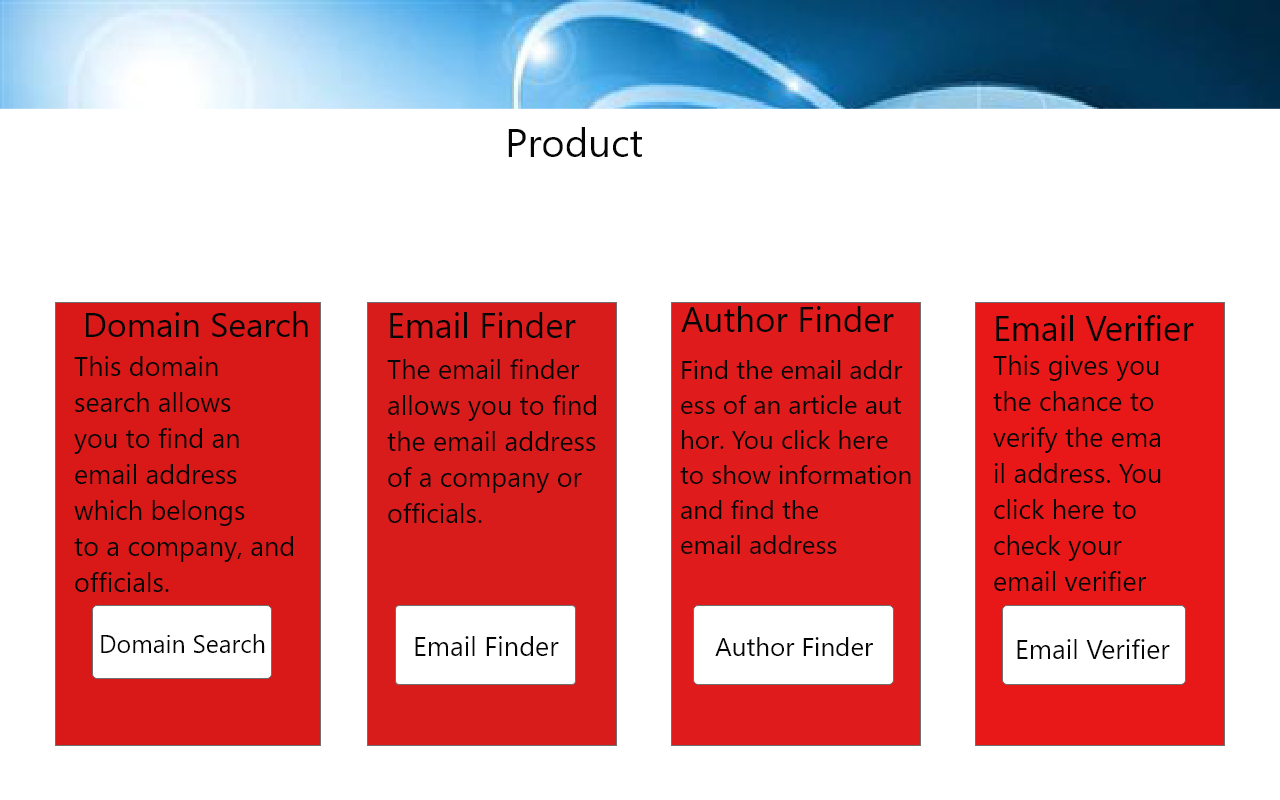 Product
Domain Search
This domain
search allows
you to find an
email address
which belongs
to a company, and
officials.
Domain Search
Email Finder
The email finder
allows you to find
the email address
of a company or
officials.
Email Finder
Author Finder
Find the email addr
ess of an article aut
hor. You click here
to show information
and find the
email address
Author Finder
Email Verifier
This gives you
the chance to
verify the ema
il address. You
click here to
check your
email verifier
Email Verifier